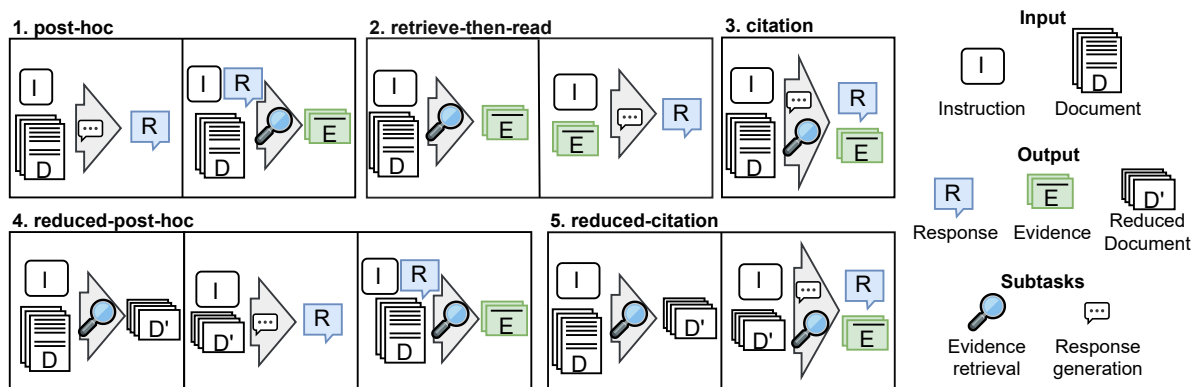 1. post-hoc
I
D
R
I
R
D
E
2. retrieve-then-read
I
D
E
I
E
R
3. citation
I
D
R
E
4. reduced-post-hoc
I
D
D'
I
D'
R
I
R
D
E
5. reduced-citation
I
D
D'
I
D'
R
E
Input
I
D
Instruction
Document
Output
R
E
D'
Response
Evidence
Reduced
Document
Subtasks
Evidence
retrieval
Response
generation